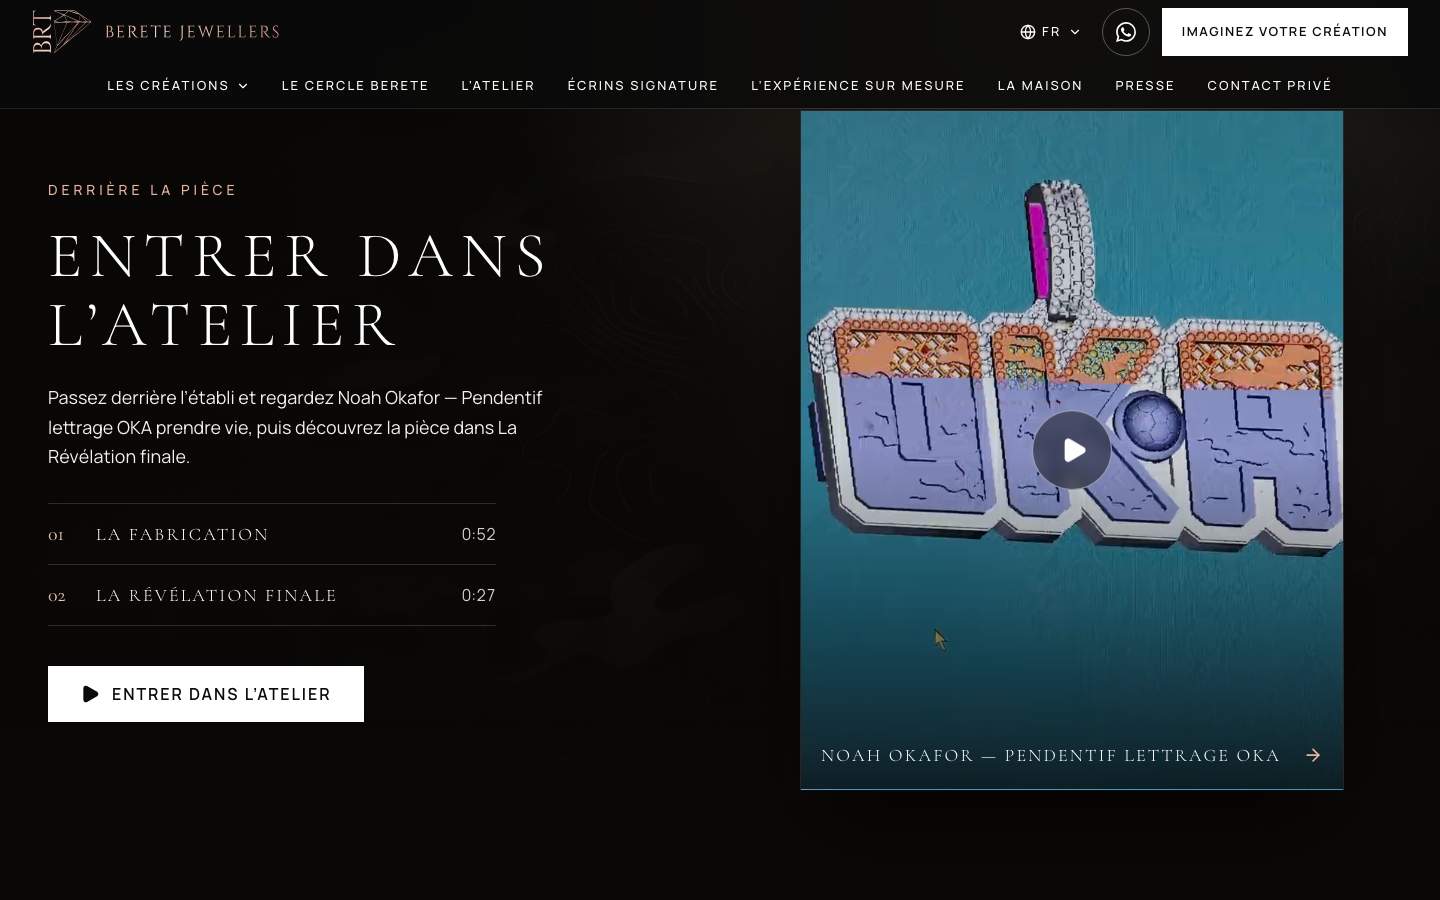 BRT
BERETE JEWELLERS
FR
IMAGINEZ VOTRE CRÉATION
LES CRÉATIONS
LE CERCLE BERETE
L'ATELIER
ÉCRINS SIGNATURE
L'EXPÉRIENCE SUR MESURE
LA MAISON
PRESSE
CONTACT PRIVÉ
DERRIÈRE LA PIÈCE
ENTRER DANS
L’ATELIER
Passez derrière l’établi et regardez Noah Okafor — Pendentif
lettrage OKA prendre vie, puis découvrez la pièce dans La
Révélation finale.
01 LA FABRICATION 0:52
02 LA RÉVÉLATION FINALE 0:27
ENTRER DANS L’ATELIER
OKA
NOAH OKAFOR — PENDENTIF LETTRAGE OKA